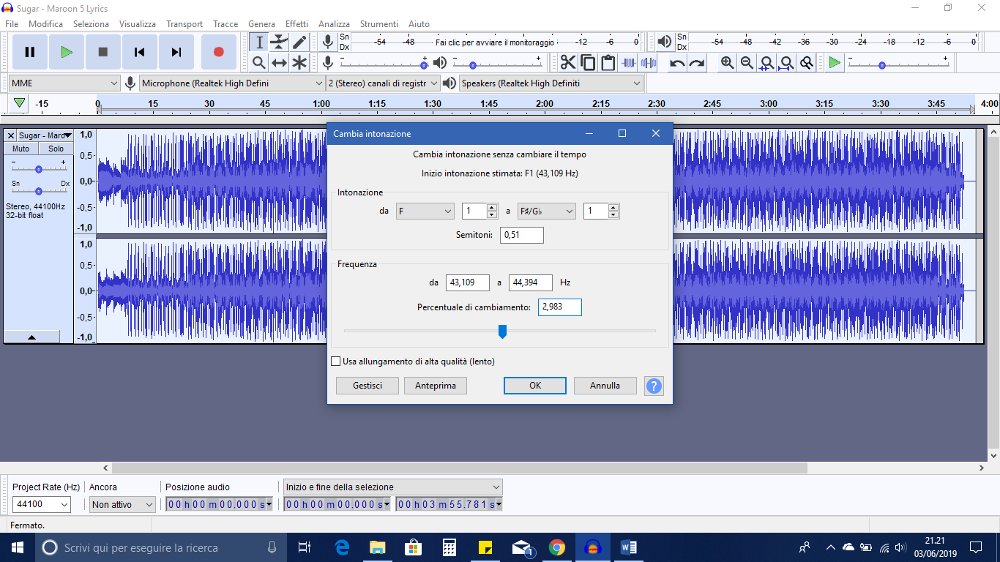 Sugar - Maroon 5 Lyrics
File Modifica Seleziona Visualizza Transport Tracce Genera Effetti Analizza Strumenti Aiuto
Sn Dx -54 -48 Fai clic per avviare il monitoraggio -12 -6 0
Sn Dx -54 -48 -42 -36 -30 -24 -18 -12 -6 0
MME Microphone (Realtek High Defini 2 (Stereo) canali di registr Speakers (Realtek High Definiti
-15 0 15 30 45 1:00 1:15 1:30 1:45 2:00 2:15 2:30 2:45 3:00 3:15 3:30 3:45 4:00
Sugar - Maro
Muto Solo
- +
Sn Dx
Stereo, 44100Hz
32-bit float
1,0
0,5-
0,0-
-0,5-
-1,0
1,0
0,5-
0,0-
-0,5-
-1,0
Cambia intonazione
Cambia intonazione senza cambiare il tempo
Inizio intonazione stimata: F1 (43,109 Hz)
Intonazione
da F 1 a F♯/G♭ 1
Semitoni: 0,51
Frequenza
da 43,109 a 44,394 Hz
Percentuale di cambiamento: 2,983
Usa allungamento di alta qualità (lento)
Gestisci Anteprima OK Annulla ?
Project Rate (Hz) Ancora Posizione audio Inizio e fine della selezione
44100 Non attivo 00 h 00 m 00.000 s 00 h 00 m 00.000 s 00 h 03 m 55.781 s
Fermato.
Scrivi qui per eseguire la ricerca
1
21.21
03/06/2019